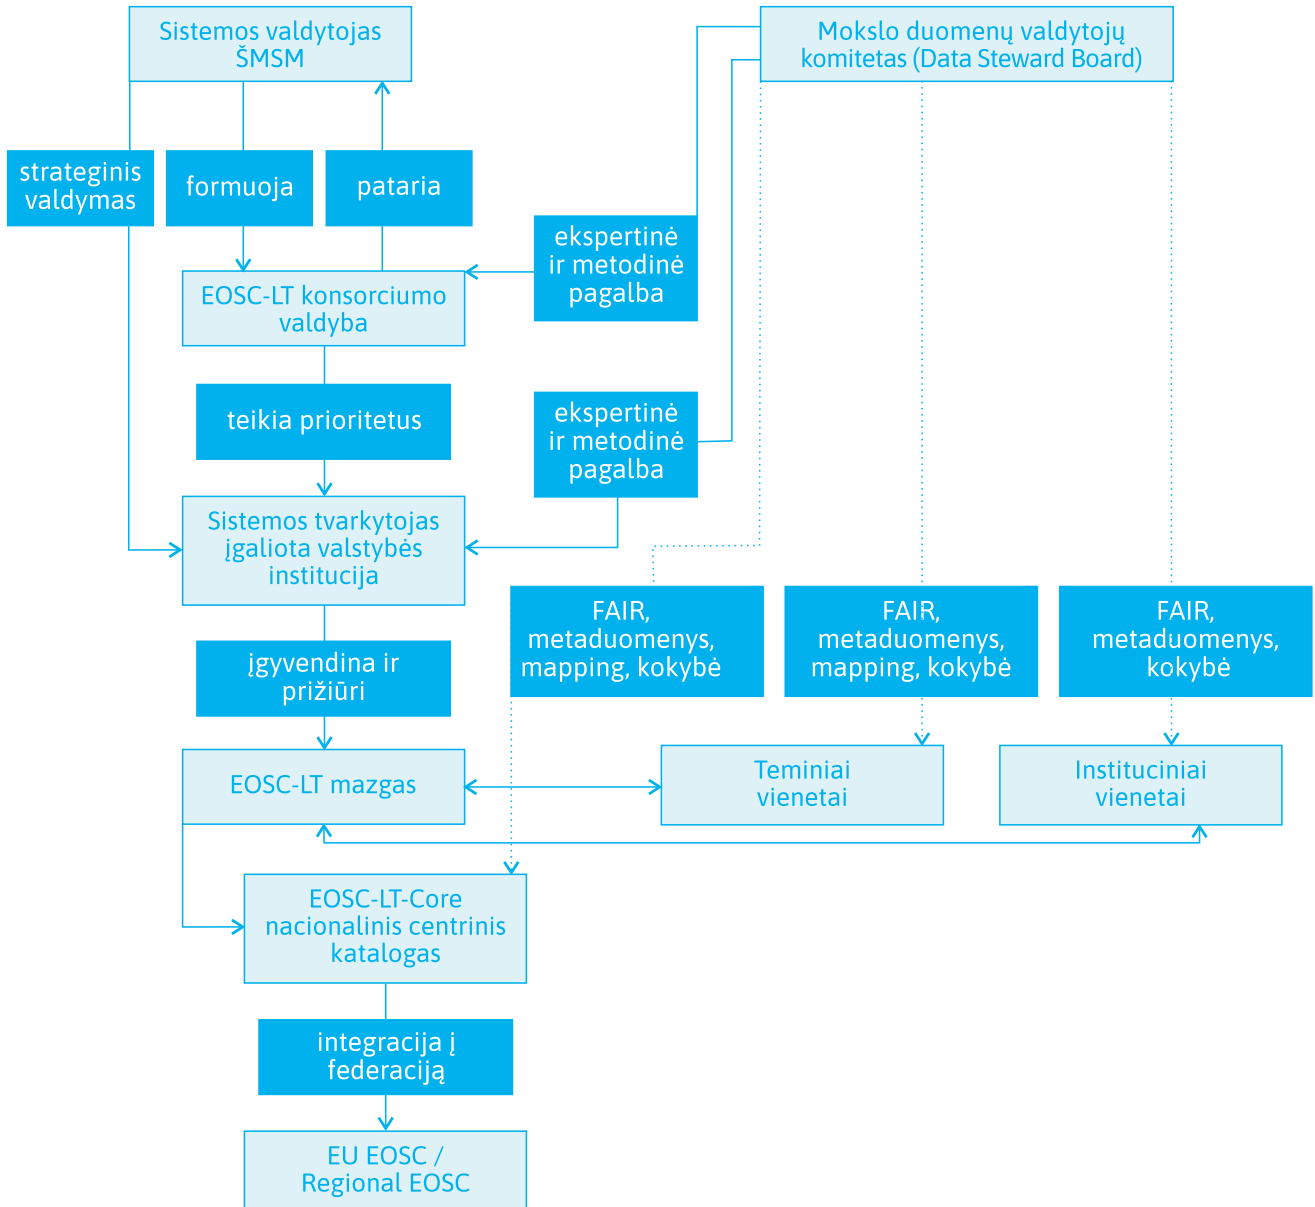 Sistemos valdytojas
ŠMSM
Mokslo duomenų valdytojų
komitetas (Data Steward Board)
strateginis
valdymas
formuoja
pataria
ekspertinė
ir metodinė
pagalba
EOSC-LT konsorciumo
valdyba
teikia prioritetus
ekspertinė
ir metodinė
pagalba
Sistemos tvarkytojas
įgaliota valstybės
institucija
FAIR,
metaduomenys,
mapping, kokybė
FAIR,
metaduomenys,
mapping, kokybė
FAIR,
metaduomenys,
kokybė
įgyvendina ir
prižiūri
EOSC-LT mazgas
Teminiai
vienetai
Instituciniai
vienetai
EOSC-LT-Core
nacionalinis centrinis
katalogas
integracija į
federaciją
EU EOSC /
Regional EOSC